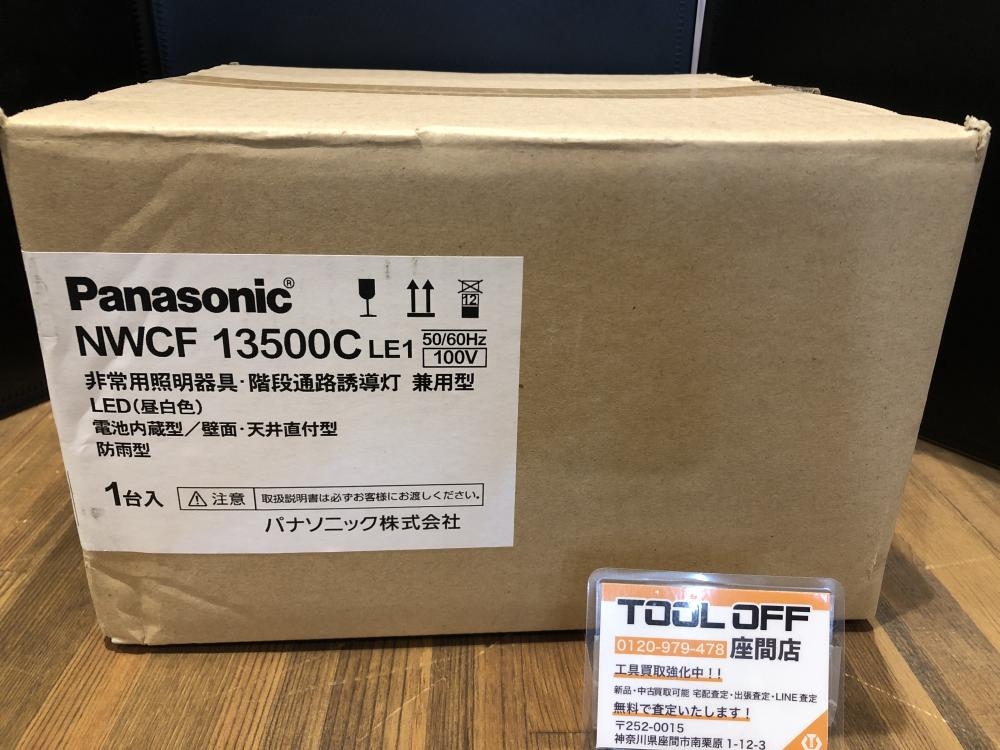 Panasonic®
NWCF 13500C LE1 50/60Hz
100V
12
非常用照明器具・階段通路誘導灯 兼用型
LED(昼白色)
電池内蔵型/壁面・天井直付型
防雨型
1台入 注意 取扱説明書は必ずお客様にお渡しください。
パナソニック株式会社
TOOL OFF
0120-979-478 座間店
工具買取強化中!!
新品・中古買取可能 宅配査定・出張査定・LINE査定
無料で査定いたします!
〒252-0015
神奈川県座間市南栗原1-12-3